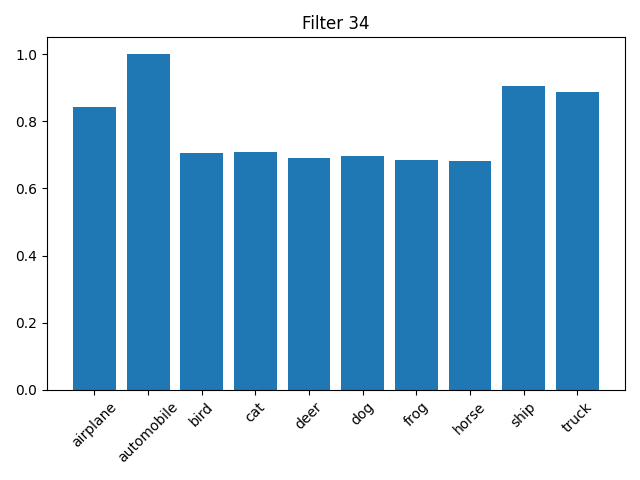 Filter 34
1.0
0.8
0.6
0.4
0.2
0.0
airplane
automobile
bird
cat
deer
dog
frog
horse
ship
truck